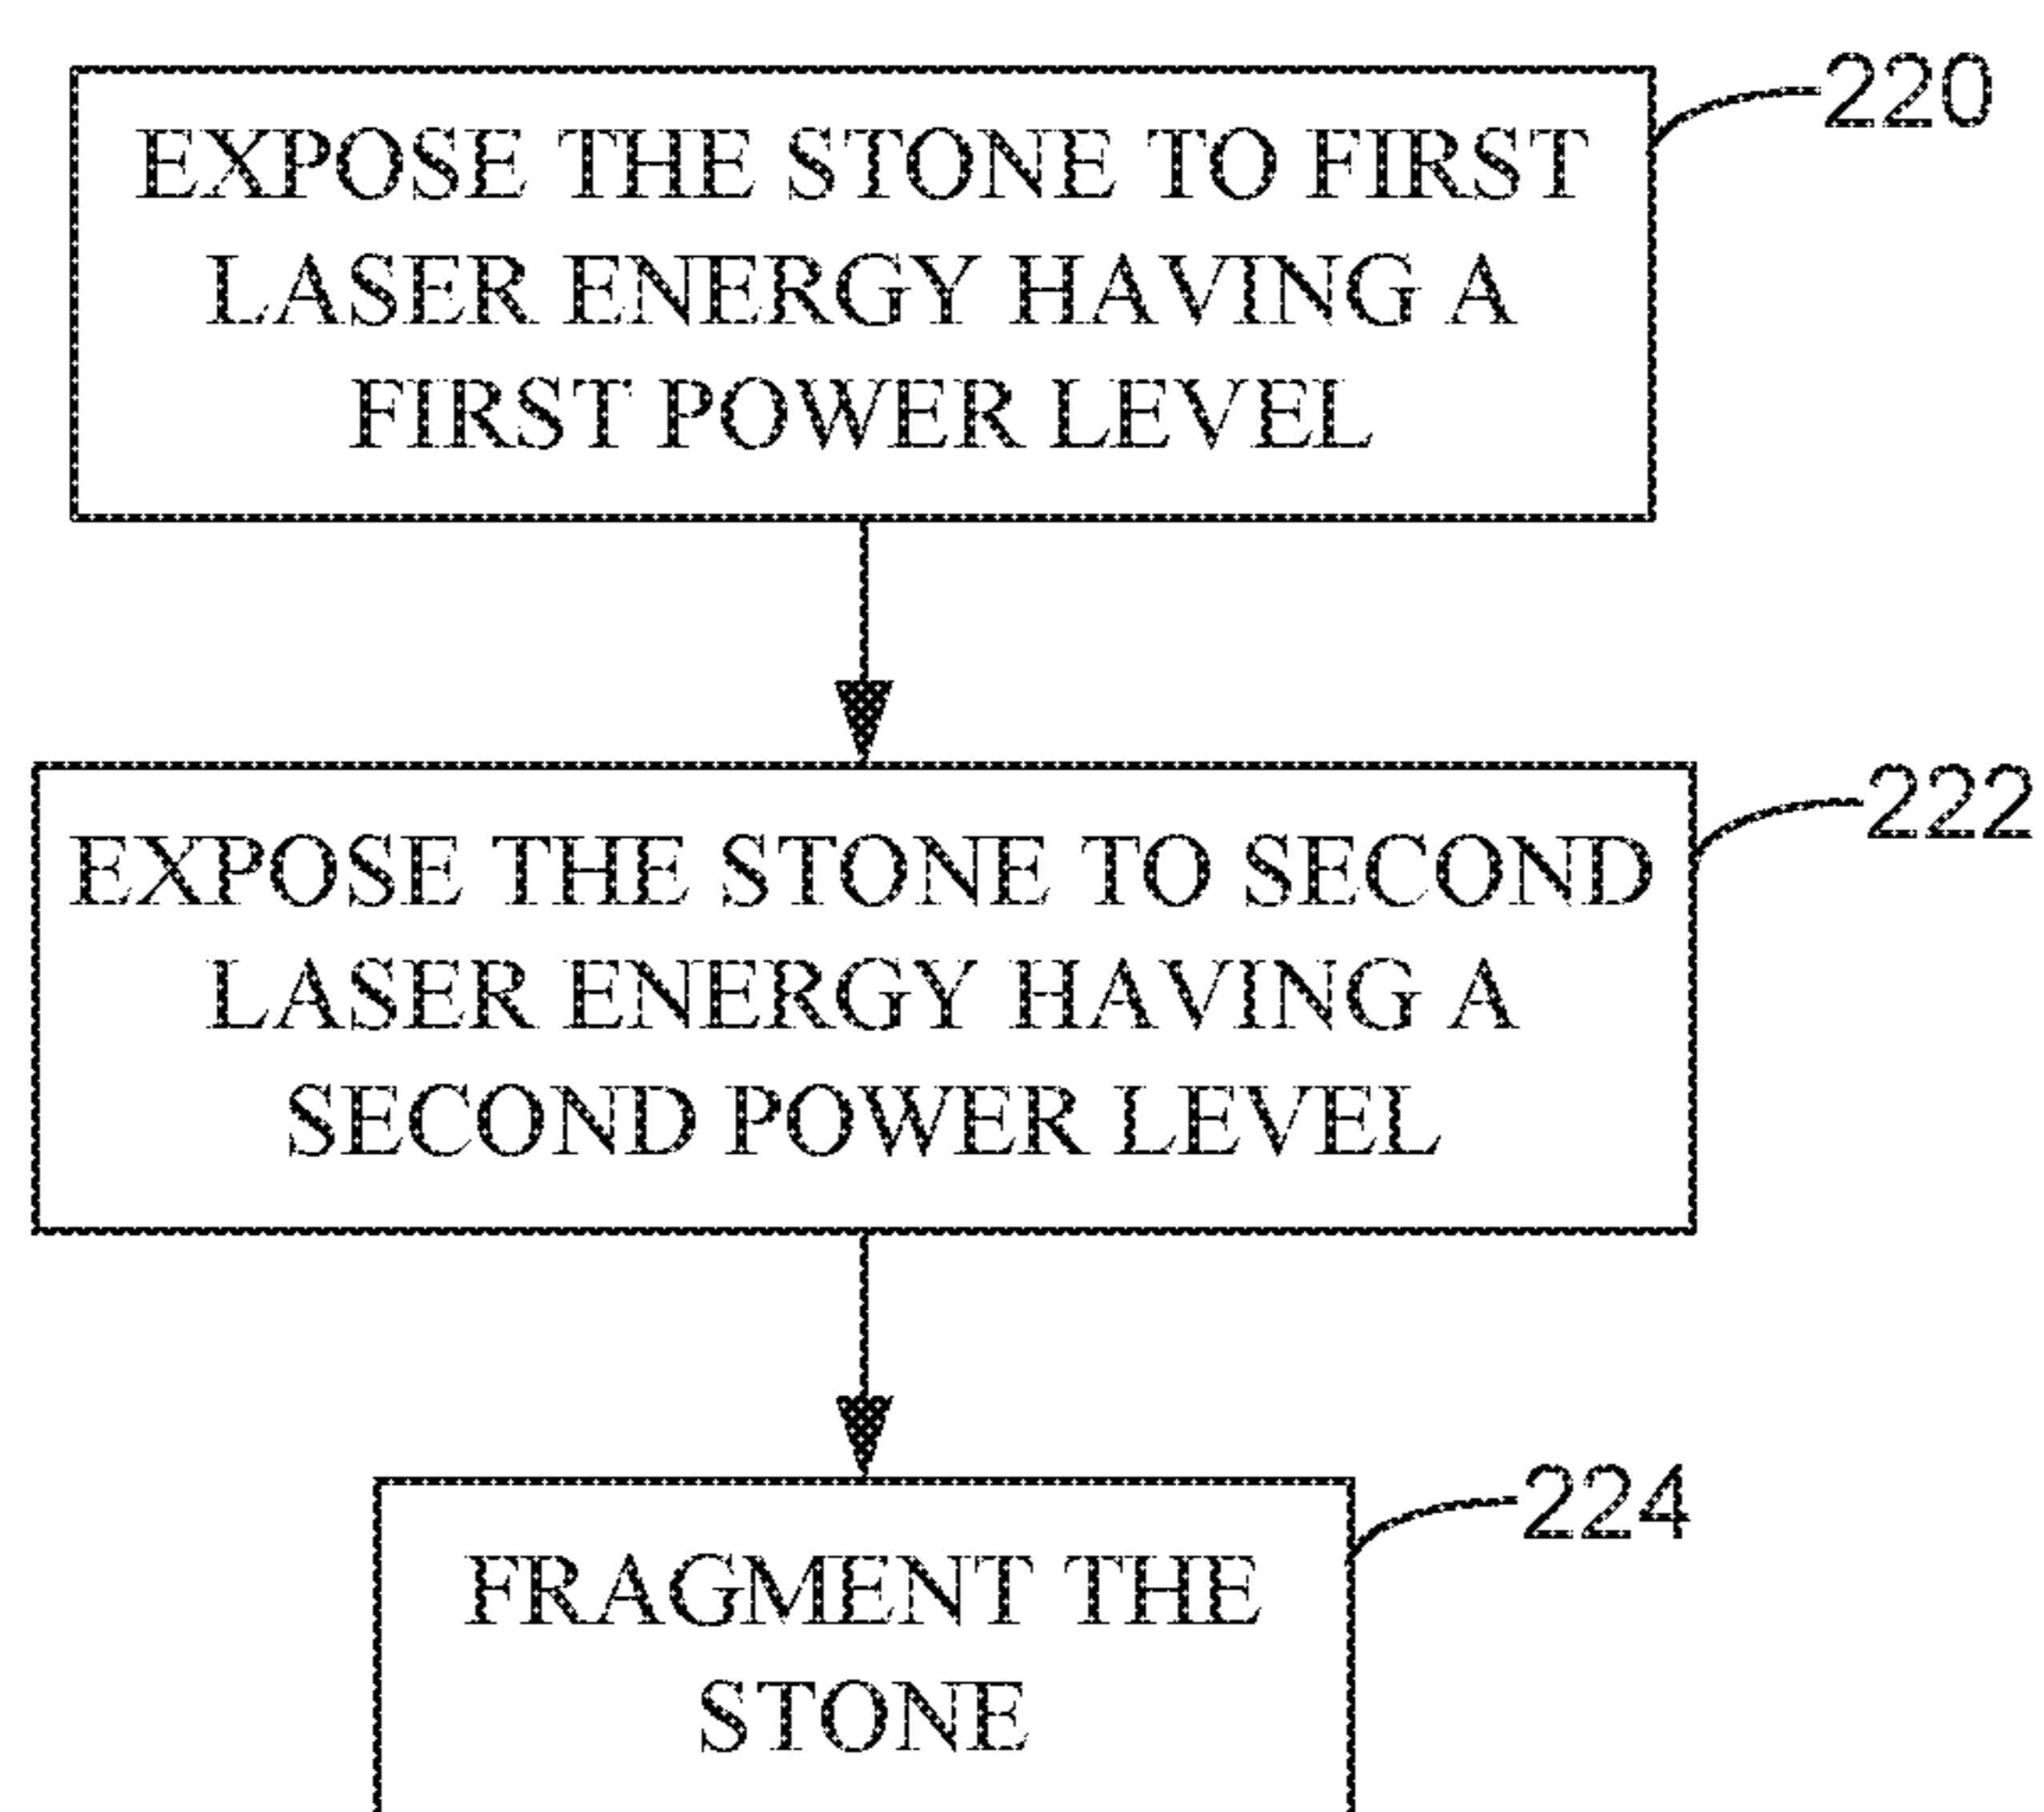 EXPOSE THE STONE TO FIRST
LASER ENERGY HAVING A
FIRST POWER LEVEL
220
EXPOSE THE STONE TO SECOND
LASER ENERGY HAVING A
SECOND POWER LEVEL
222
FRAGMENT THE
STONE
224